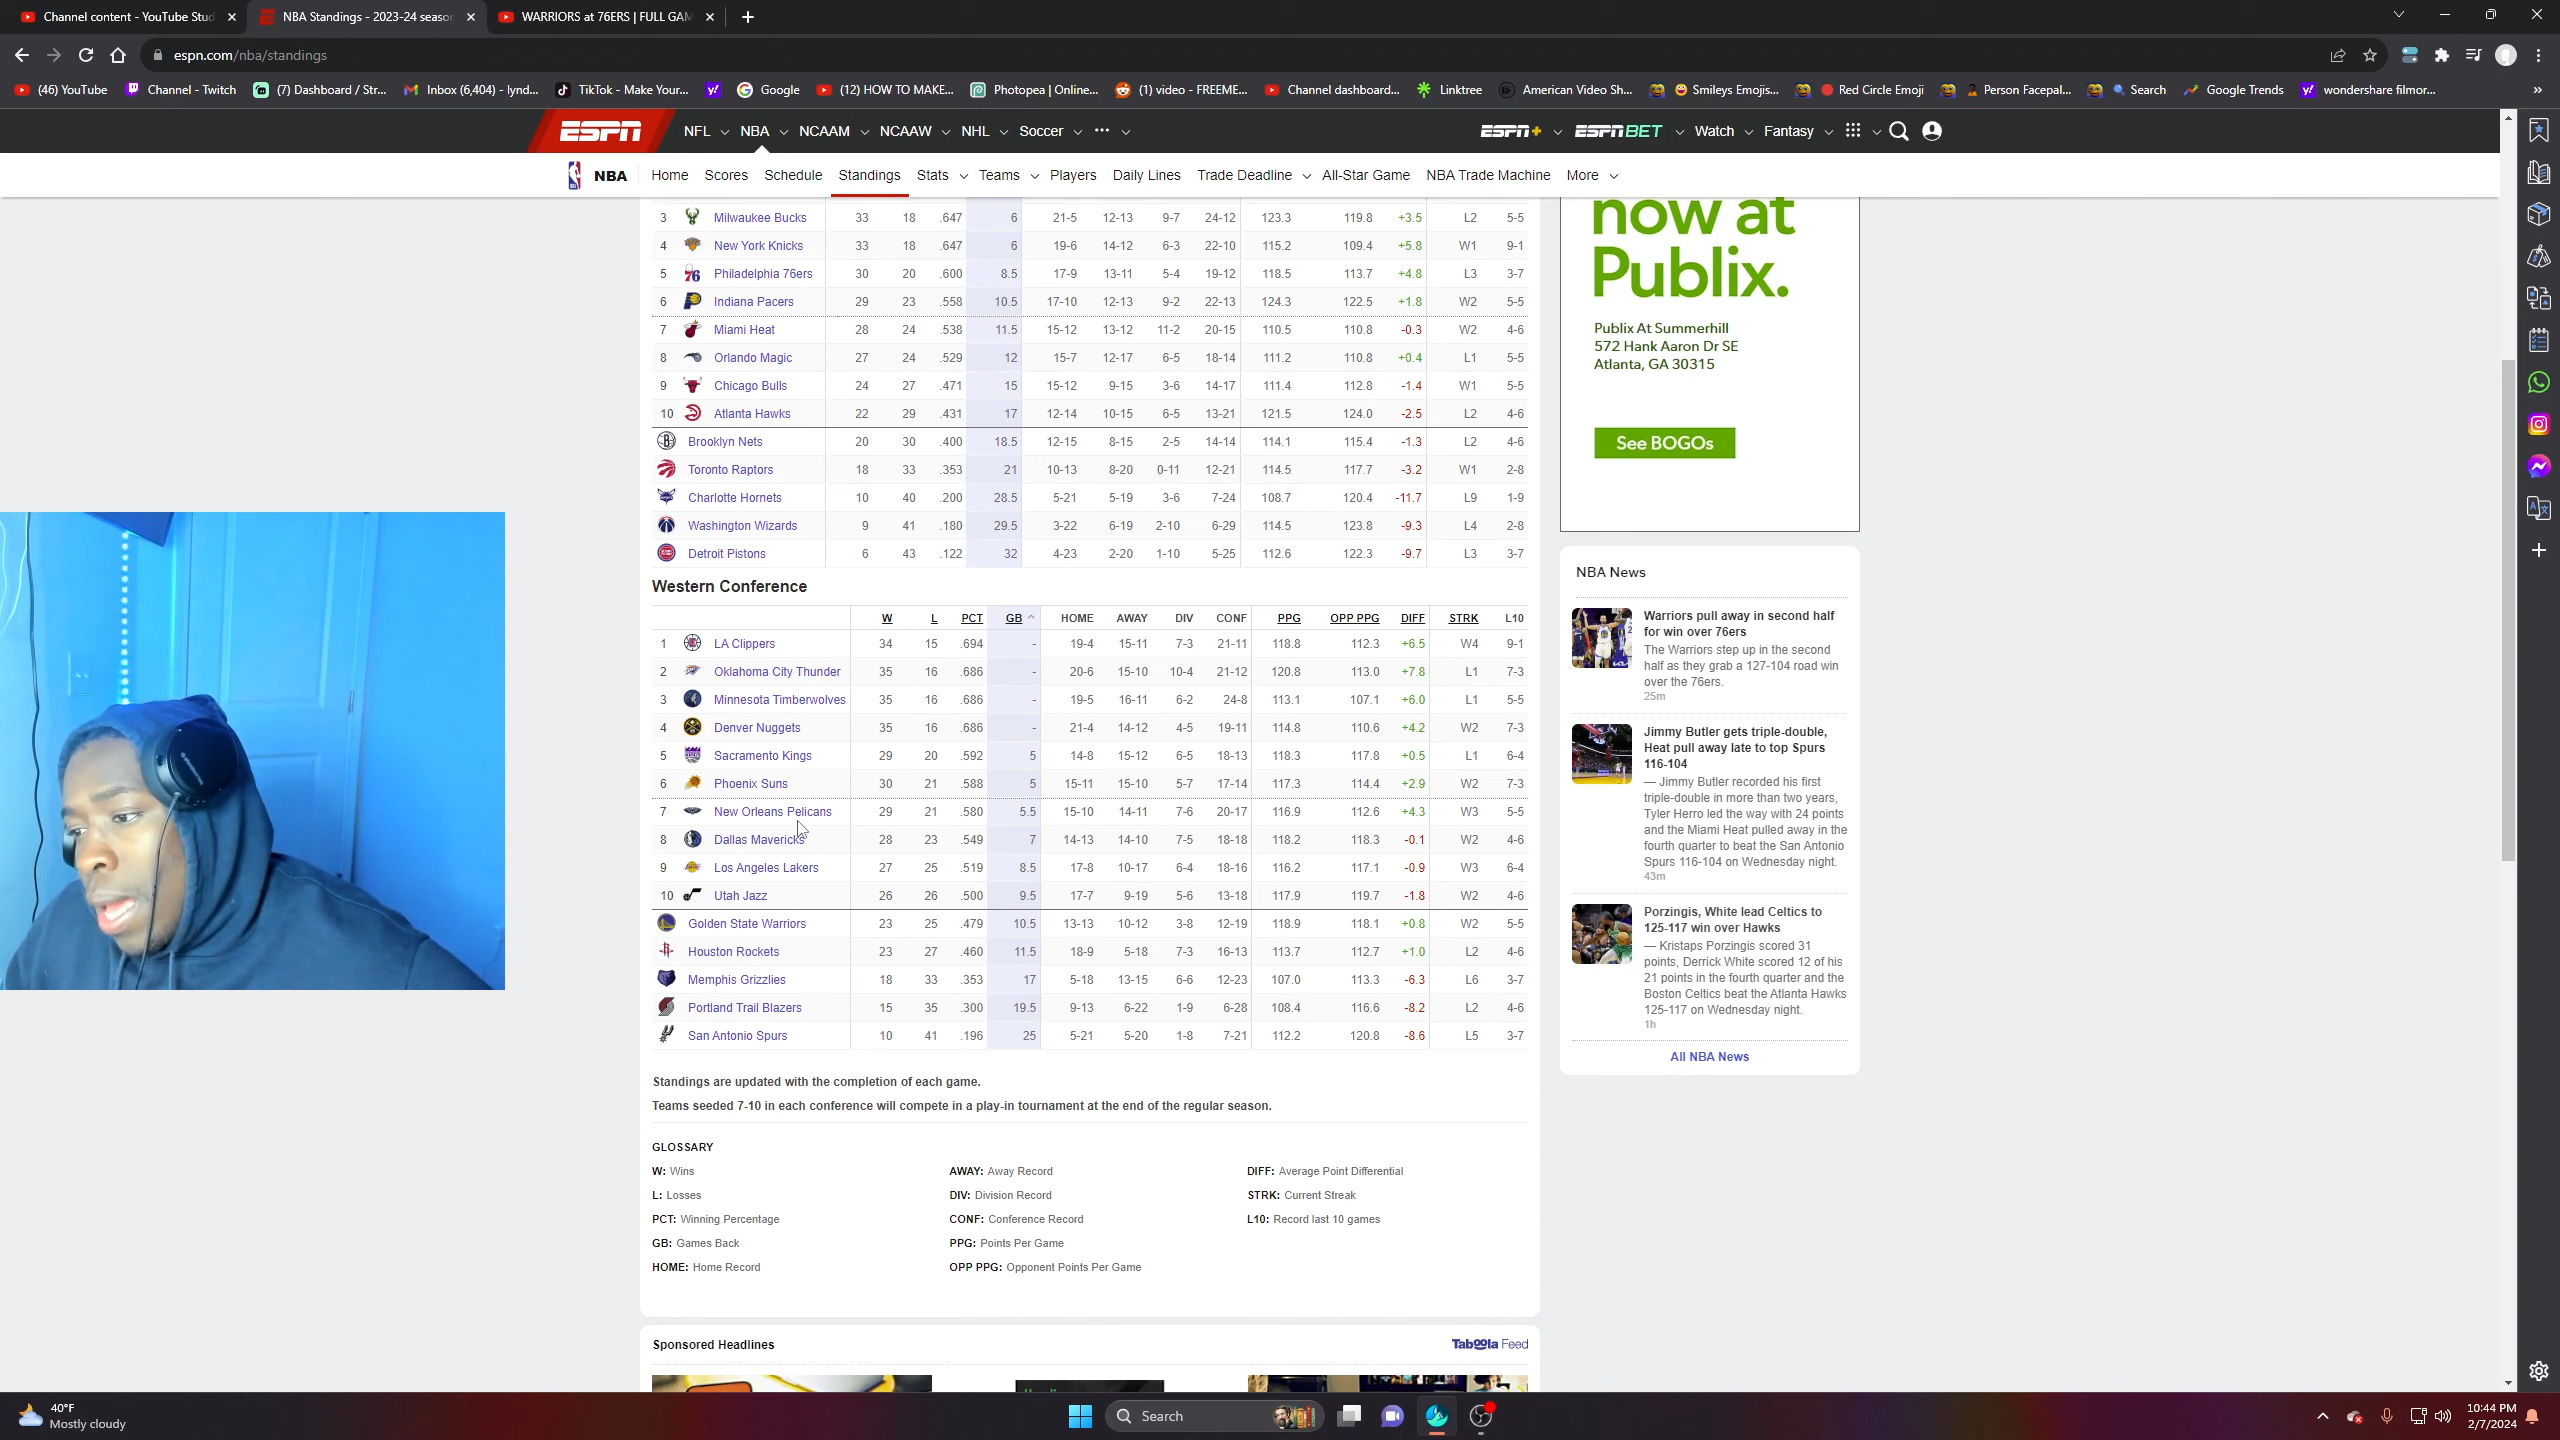 Channel content - YouTube Stud
NBA Standings - 2023-24 seaso
WARRIORS at 76ERS | FULL GAM
espn.com/nba/standings
(46) YouTube Channel - Twitch (7) Dashboard / Str... Inbox (6,404) - lynd... TikTok - Make Your... Google (12) HOW TO MAKE... Photopea | Online... (1) video - FREEME... Channel dashboard... Linktree American Video Sh... Smileys Emojis... Red Circle Emoji Person Facepal... Search Google Trends wondershare filmor...
ESPN NFL NBA NCAAM NCAAW NHL Soccer ... ESPN+ ESPN BET Watch Fantasy
NBA Home Scores Schedule Standings Stats Teams Players Daily Lines Trade Deadline All-Star Game NBA Trade Machine More
3 Milwaukee Bucks 33 18 .647 6 21-5 12-13 9-7 24-12 123.3 119.8 +3.5 L2 5-5
4 New York Knicks 33 18 .647 6 19-6 14-12 6-3 22-10 115.2 109.4 +5.8 W1 9-1
5 Philadelphia 76ers 30 20 .600 8.5 17-9 13-11 5-4 19-12 118.5 113.7 +4.8 L3 3-7
6 Indiana Pacers 29 23 .558 10.5 17-10 12-13 9-2 22-13 124.3 122.5 +1.8 W2 5-5
7 Miami Heat 28 24 .538 11.5 15-12 13-12 11-2 20-15 110.5 110.8 -0.3 W2 4-6
8 Orlando Magic 27 24 .529 12 15-7 12-17 6-5 18-14 111.2 110.8 +0.4 L1 5-5
9 Chicago Bulls 24 27 .471 15 15-12 9-15 3-6 14-17 111.4 112.8 -1.4 W1 5-5
10 Atlanta Hawks 22 29 .431 17 12-14 10-15 6-5 13-21 121.5 124.0 -2.5 L2 4-6
Brooklyn Nets 20 30 .400 18.5 12-15 8-15 2-5 14-14 114.1 115.4 -1.3 L2 4-6
Toronto Raptors 18 33 .353 21 10-13 8-20 0-11 12-21 114.5 117.7 -3.2 W1 2-8
Charlotte Hornets 10 40 .200 28.5 5-21 5-19 3-6 7-24 108.7 120.4 -11.7 L9 1-9
Washington Wizards 9 41 .180 29.5 3-22 6-19 2-10 6-29 114.5 123.8 -9.3 L4 2-8
Detroit Pistons 6 43 .122 32 4-23 2-20 1-10 5-25 112.6 122.3 -9.7 L3 3-7
Western Conference
W L PCT GB HOME AWAY DIV CONF PPG OPP PPG DIFF STRK L10
1 LA Clippers 34 15 .694 - 19-4 15-11 7-3 21-11 118.8 112.3 +6.5 W4 9-1
2 Oklahoma City Thunder 35 16 .686 - 20-6 15-10 10-4 21-12 120.8 113.0 +7.8 L1 7-3
3 Minnesota Timberwolves 35 16 .686 - 19-5 16-11 6-2 24-8 113.1 107.1 +6.0 L1 5-5
4 Denver Nuggets 35 16 .686 - 21-4 14-12 4-5 19-11 114.8 110.6 +4.2 W2 7-3
5 Sacramento Kings 29 20 .592 5 14-8 15-12 6-5 18-13 118.3 117.8 +0.5 L1 6-4
6 Phoenix Suns 30 21 .588 5 15-11 15-10 5-7 17-14 117.3 114.4 +2.9 W2 7-3
7 New Orleans Pelicans 29 21 .580 5.5 15-10 14-11 7-6 20-17 116.9 112.6 +4.3 W3 5-5
8 Dallas Mavericks 28 23 .549 7 14-13 14-10 7-5 18-18 118.2 118.3 -0.1 W2 4-6
9 Los Angeles Lakers 27 25 .519 8.5 17-8 10-17 6-4 18-16 116.2 117.1 -0.9 W3 6-4
10 Utah Jazz 26 26 .500 9.5 17-7 9-19 5-6 13-18 117.9 119.7 -1.8 W2 4-6
Golden State Warriors 23 25 .479 10.5 13-13 10-12 3-8 12-19 118.9 118.1 +0.8 W2 5-5
Houston Rockets 23 27 .460 11.5 18-9 5-18 7-3 16-13 113.7 112.7 +1.0 L2 4-6
Memphis Grizzlies 18 33 .353 17 5-18 13-15 6-6 12-23 107.0 113.3 -6.3 L6 3-7
Portland Trail Blazers 15 35 .300 19.5 9-13 6-22 1-9 6-28 108.4 116.6 -8.2 L2 4-6
San Antonio Spurs 10 41 .196 25 5-21 5-20 1-8 7-21 112.2 120.8 -8.6 L5 3-7
Standings are updated with the completion of each game.
Teams seeded 7-10 in each conference will compete in a play-in tournament at the end of the regular season.
GLOSSARY
W: Wins AWAY: Away Record DIFF: Average Point Differential
L: Losses DIV: Division Record STRK: Current Streak
PCT: Winning Percentage CONF: Conference Record L10: Record last 10 games
GB: Games Back PPG: Points Per Game
HOME: Home Record OPP PPG: Opponent Points Per Game
Sponsored Headlines Taboola Feed
now at
Publix.
Publix At Summerhill
572 Hank Aaron Dr SE
Atlanta, GA 30315
See BOGOs
NBA News
Warriors pull away in second half
for win over 76ers
The Warriors step up in the second
half as they grab a 127-104 road win
over the 76ers.
25m
Jimmy Butler gets triple-double,
Heat pull away late to top Spurs
116-104
— Jimmy Butler recorded his first
triple-double in more than two years,
Tyler Herro led the way with 24 points
and the Miami Heat pulled away in the
fourth quarter to beat the San Antonio
Spurs 116-104 on Wednesday night.
43m
Porzingis, White lead Celtics to
125-117 win over Hawks
— Kristaps Porzingis scored 31
points, Derrick White scored 12 of his
21 points in the fourth quarter and the
Boston Celtics beat the Atlanta Hawks
125-117 on Wednesday night.
1h
All NBA News
40°F
Mostly cloudy
Search
10:44 PM
2/7/2024